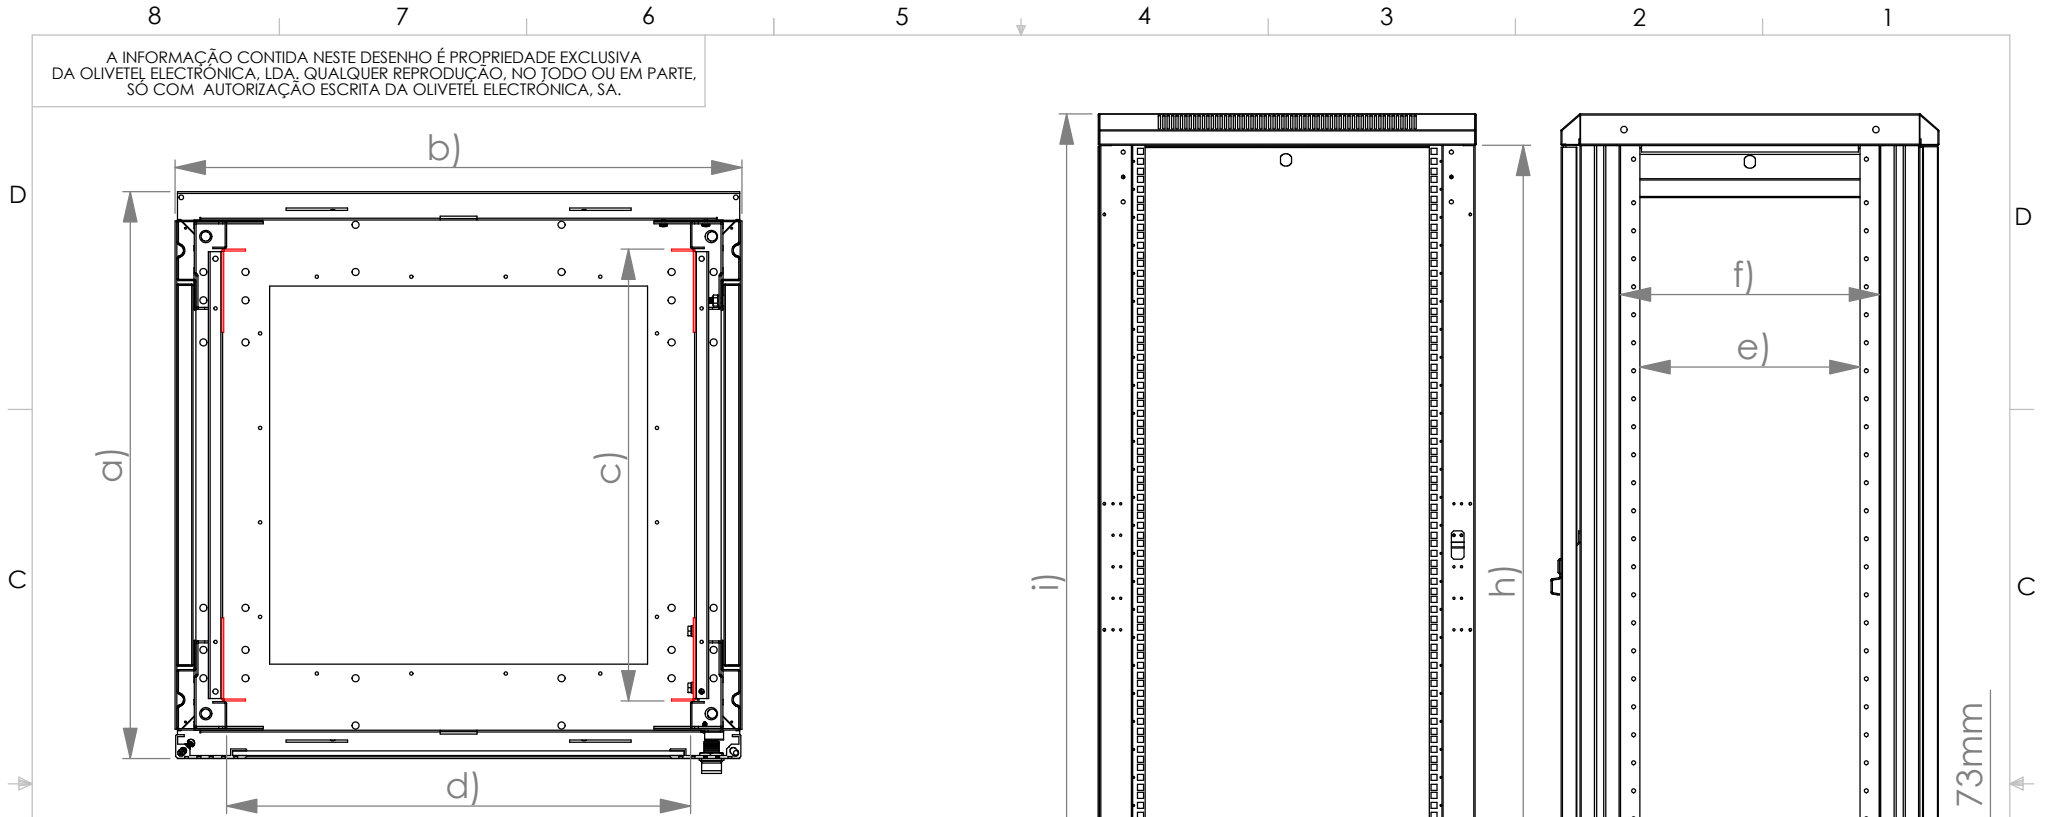 8 7 6 5 4 3 2 1
A INFORMAÇÃO CONTIDA NESTE DESENHO É PROPRIEDADE EXCLUSIVA
DA OLIVETEL ELECTRÓNICA, LDA. QUALQUER REPRODUÇÃO, NO TODO OU EM PARTE,
SÓ COM AUTORIZAÇÃO ESCRITA DA OLIVETEL ELECTRÓNICA, SA.
b)
D
D
f)
e)
a)
c)
i)
h)
C
C
d)
73mm